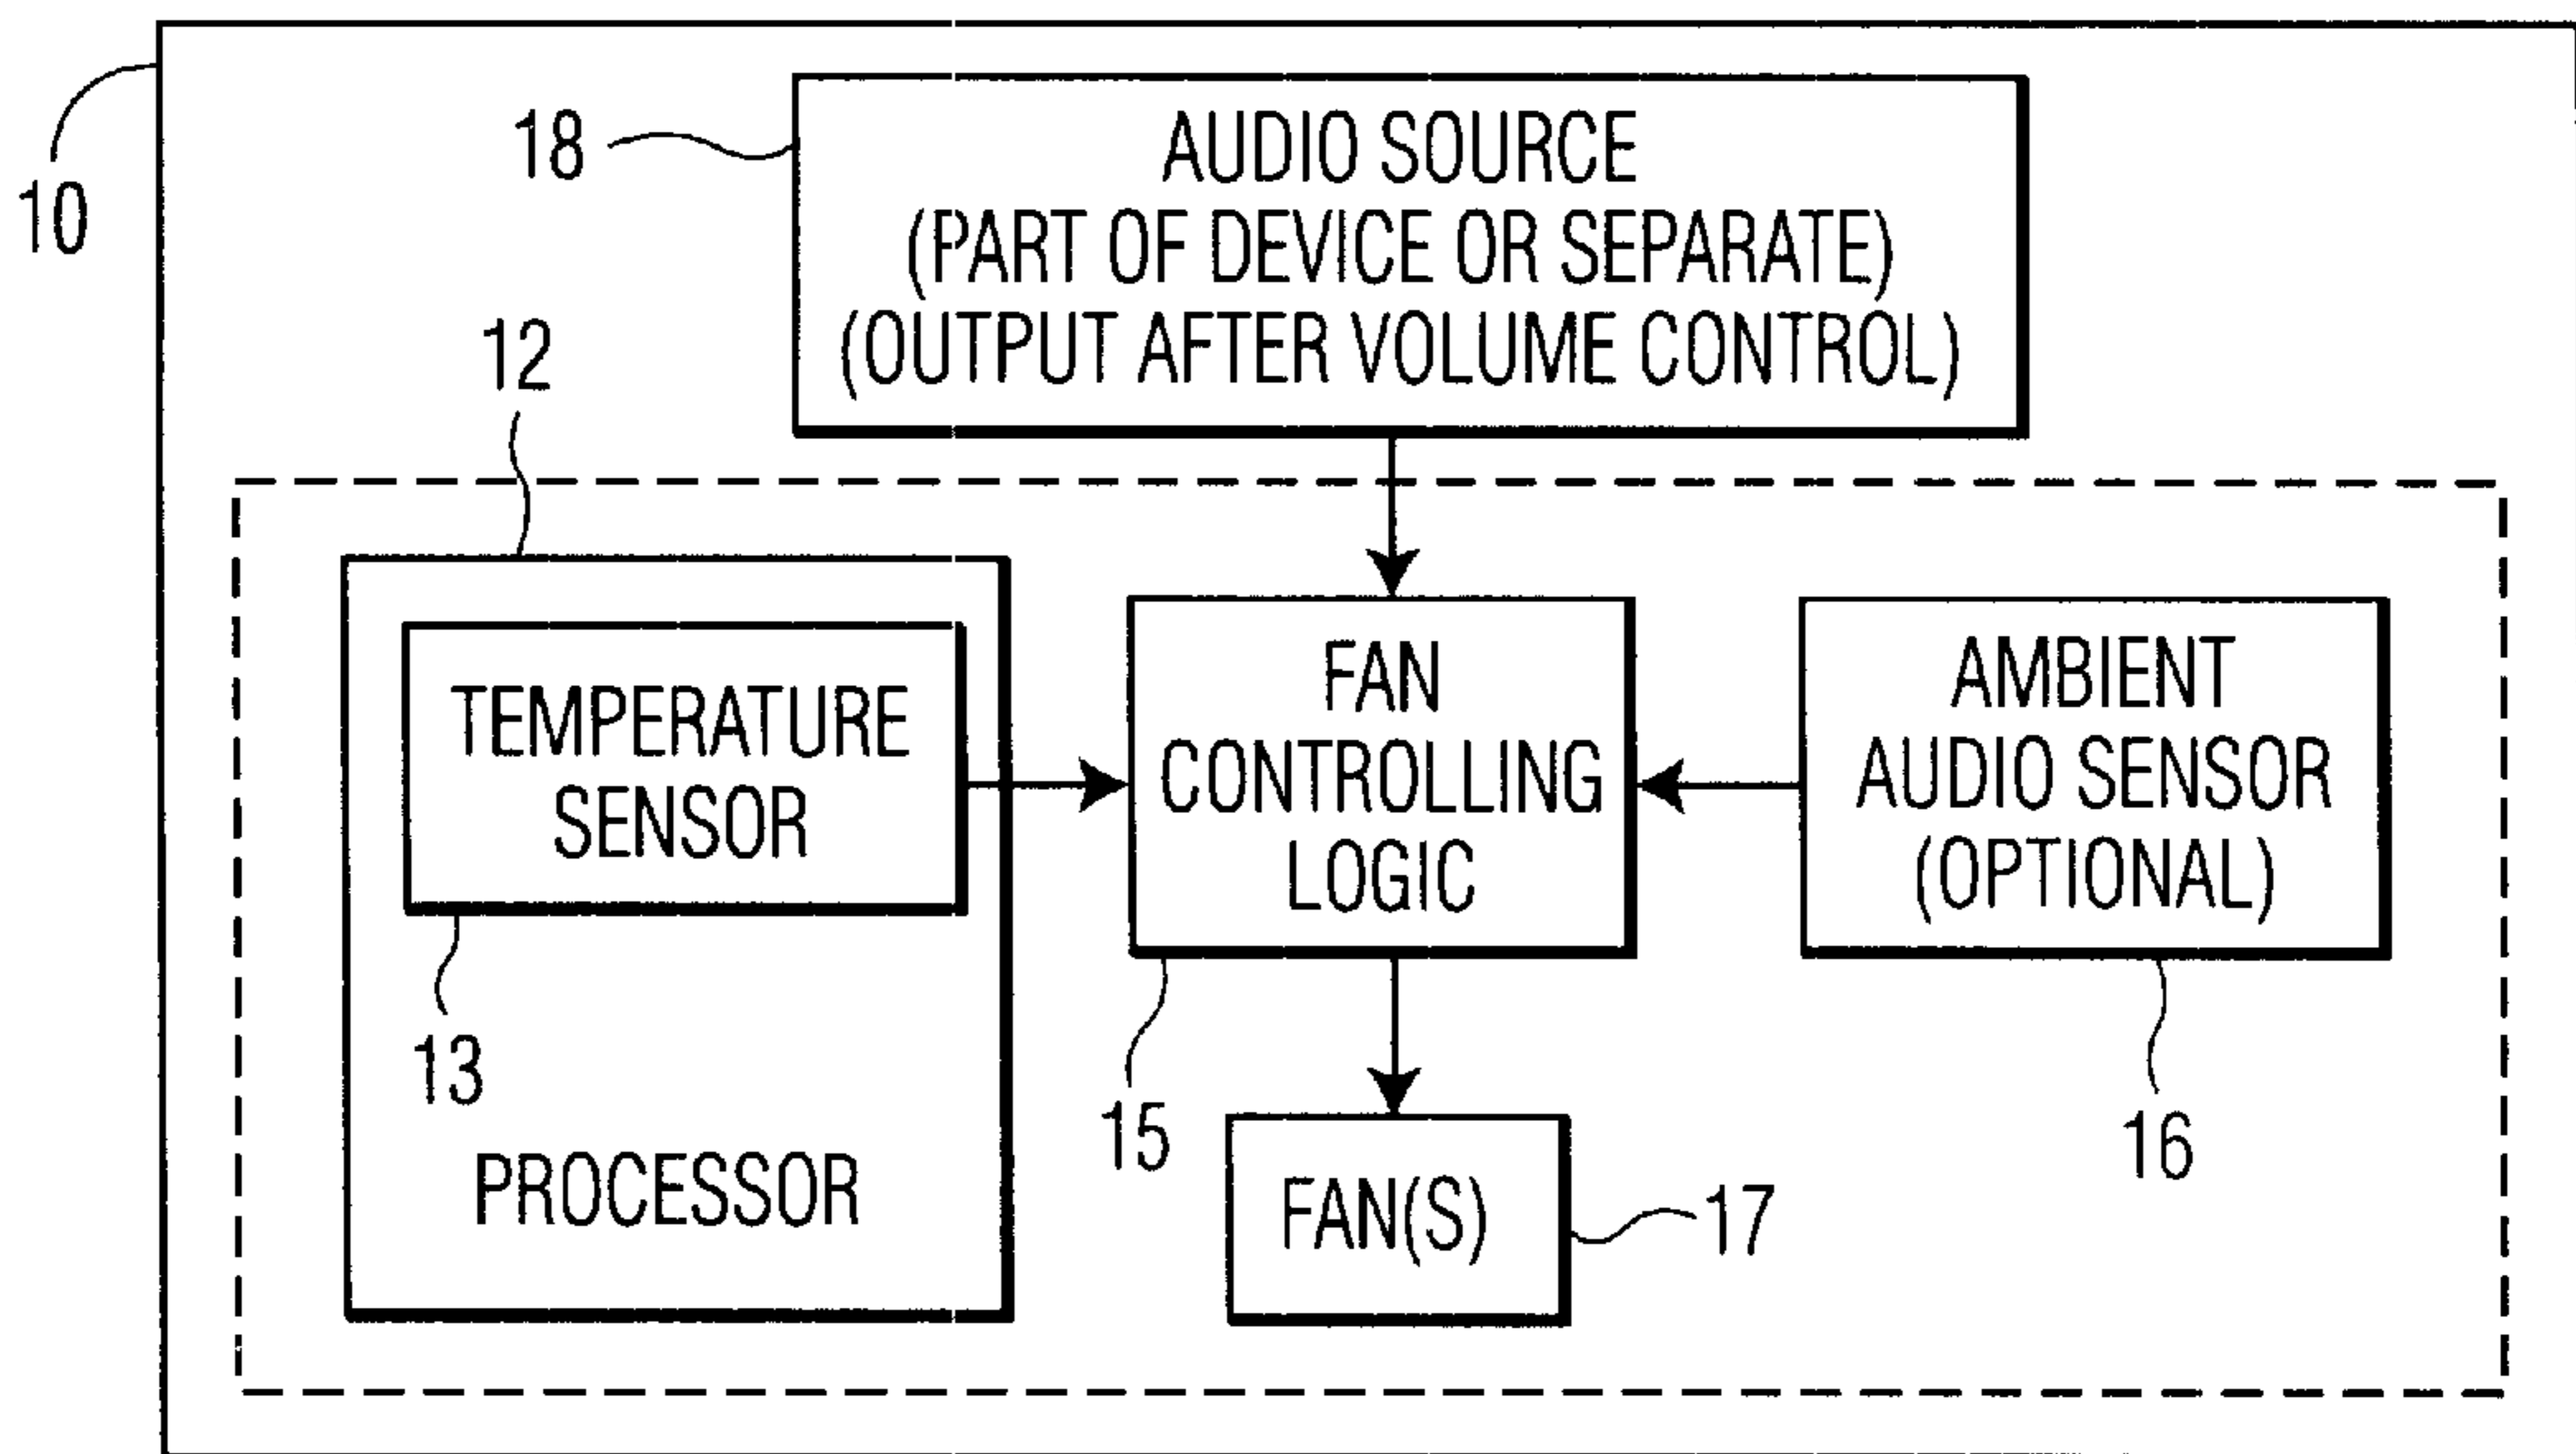 10
18
AUDIO SOURCE
(PART OF DEVICE OR SEPARATE)
(OUTPUT AFTER VOLUME CONTROL)
12
TEMPERATURE
SENSOR
13
PROCESSOR
FAN
CONTROLLING
LOGIC
15
AMBIENT
AUDIO SENSOR
(OPTIONAL)
16
FAN(S)
17